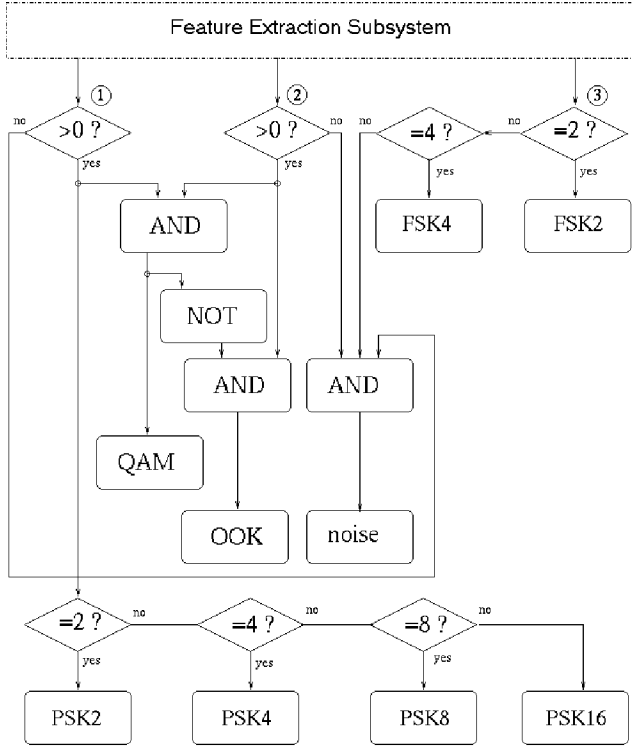 Feature Extraction Subsystem
1
2
3
no
>0 ?
yes
>0 ?
no
yes
=4 ?
no
yes
=2 ?
no
yes
AND
FSK4
FSK2
NOT
AND
AND
QAM
OOK
noise
=2 ?
no
yes
=4 ?
no
yes
=8 ?
no
yes
PSK2
PSK4
PSK8
PSK16